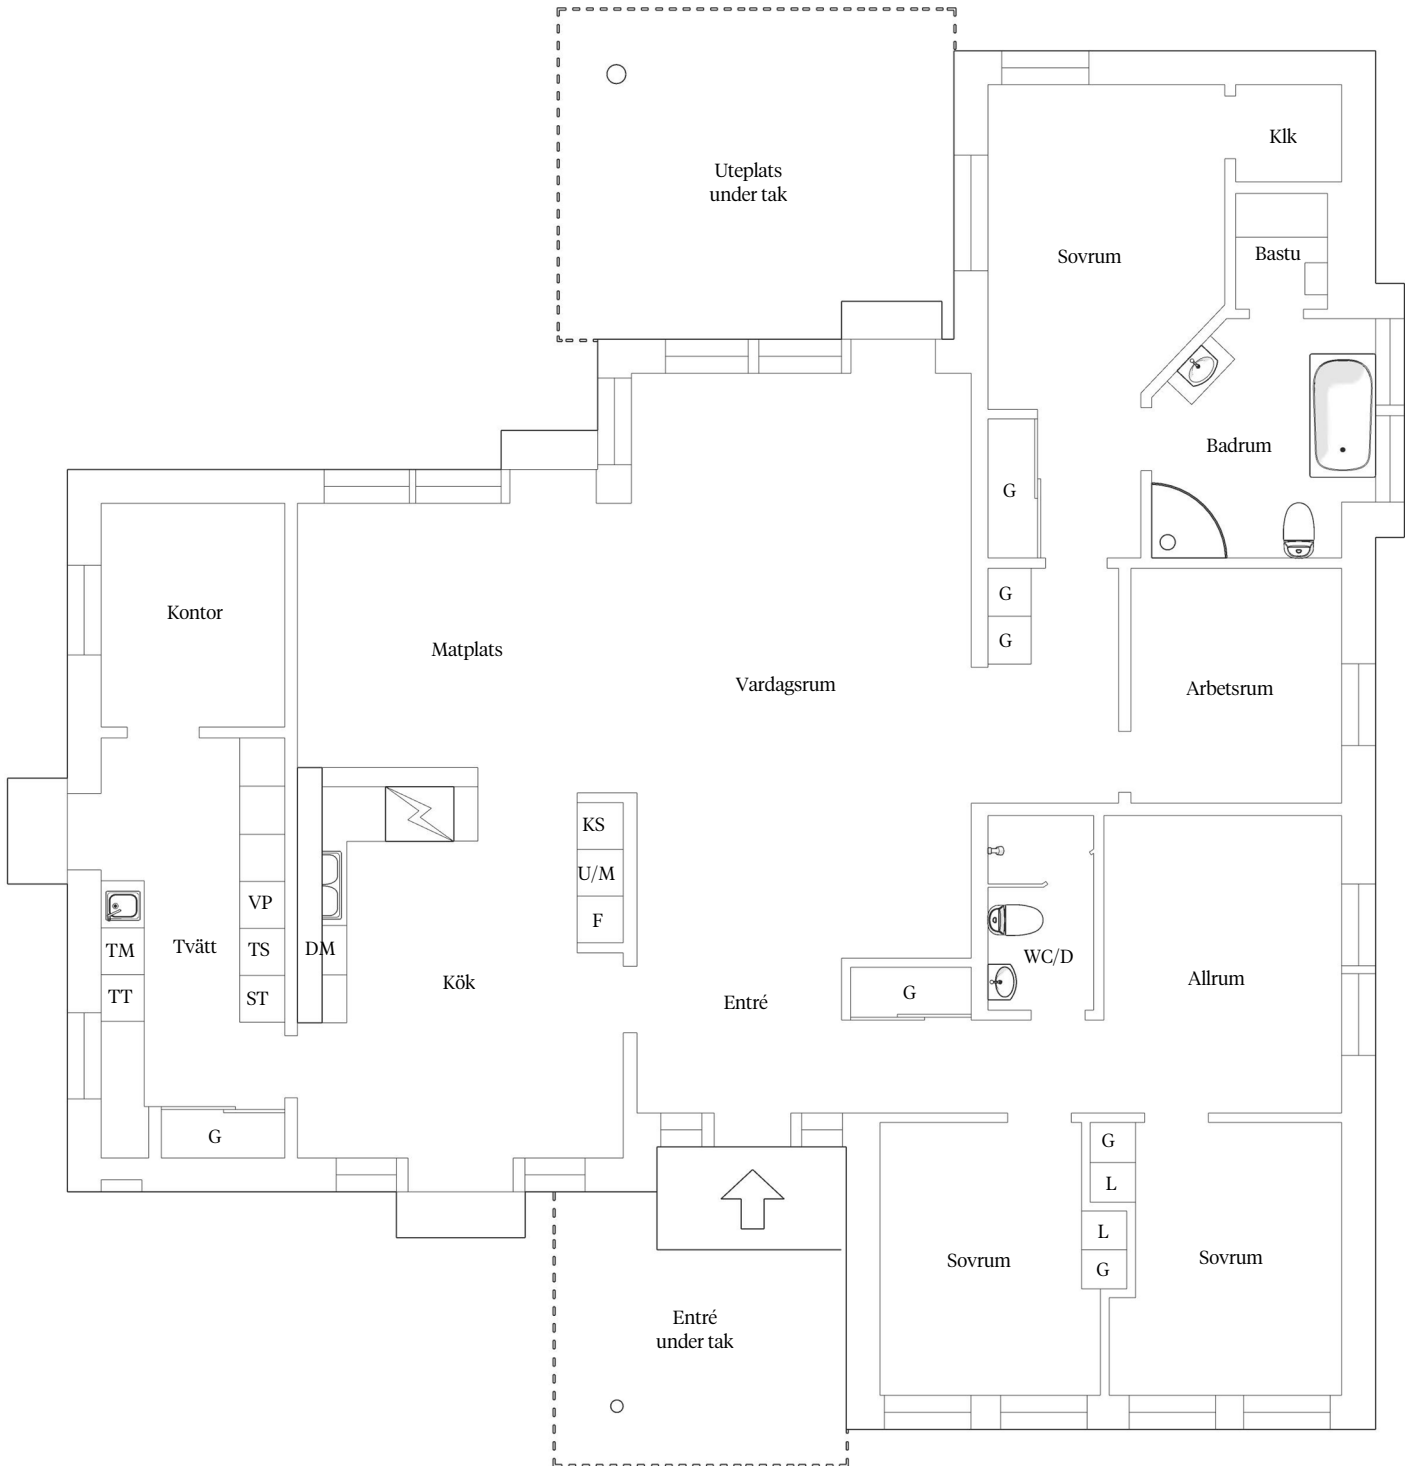 Uteplats
under tak
Klk
Bastu
Sovrum
Badrum
G
G
G
Kontor
Matplats
Vardagsrum
Arbetsrum
KS
U/M
F
VP
TS
ST
TM
TT
Tvätt
DM
Kök
Entré
G
WC/D
Allrum
G
G
L
L
G
Sovrum
Sovrum
Entré
under tak